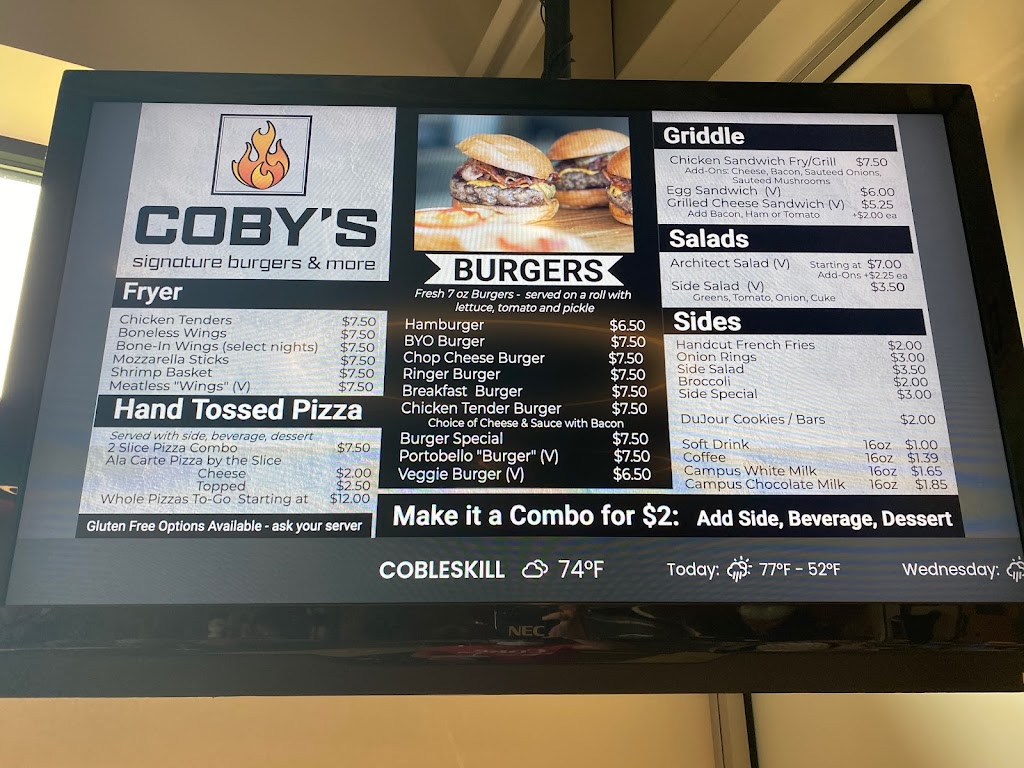 COBY'S
signature burgers & more
Fryer
Chicken Tenders $7.50
Boneless Wings $7.50
Bone-In Wings (select nights) $7.50
Mozzarella Sticks $7.50
Shrimp Basket $7.50
Meatless "Wings" (V) $7.50
Hand Tossed Pizza
Served with side, beverage, dessert
2 Slice Pizza Combo $7.50
Ala Carte Pizza by the Slice
Cheese $2.00
Topped $2.50
Whole Pizzas To-Go Starting at $12.00
Gluten Free Options Available - ask your server
BURGERS
Fresh 7 oz Burgers - served on a roll with
lettuce, tomato and pickle
Hamburger $6.50
BYO Burger $7.50
Chop Cheese Burger $7.50
Ringer Burger $7.50
Breakfast Burger $7.50
Chicken Tender Burger $7.50
Choice of Cheese & Sauce with Bacon
Burger Special $7.50
Portobello "Burger" (V) $7.50
Veggie Burger (V) $6.50
Griddle
Chicken Sandwich Fry/Grill $7.50
Add-Ons: Cheese, Bacon, Sauteed Onions,
Sauteed Mushrooms
Egg Sandwich (V) $6.00
Grilled Cheese Sandwich (V) $5.25
Add Bacon, Ham or Tomato +$2.00 ea
Salads
Architect Salad (V) Starting at $7.00
Add-Ons +$2.25 ea
Side Salad (V) $3.50
Greens, Tomato, Onion, Cuke
Sides
Handcut French Fries $2.00
Onion Rings $3.00
Side Salad $3.50
Broccoli $2.00
Side Special $3.00
DuJour Cookies / Bars $2.00
Soft Drink 16oz $1.00
Coffee 16oz $1.39
Campus White Milk 16oz $1.65
Campus Chocolate Milk 16oz $1.85
Make it a Combo for $2: Add Side, Beverage, Dessert
COBLESKILL 74°F Today: 77°F - 52°F Wednesday:
NEC